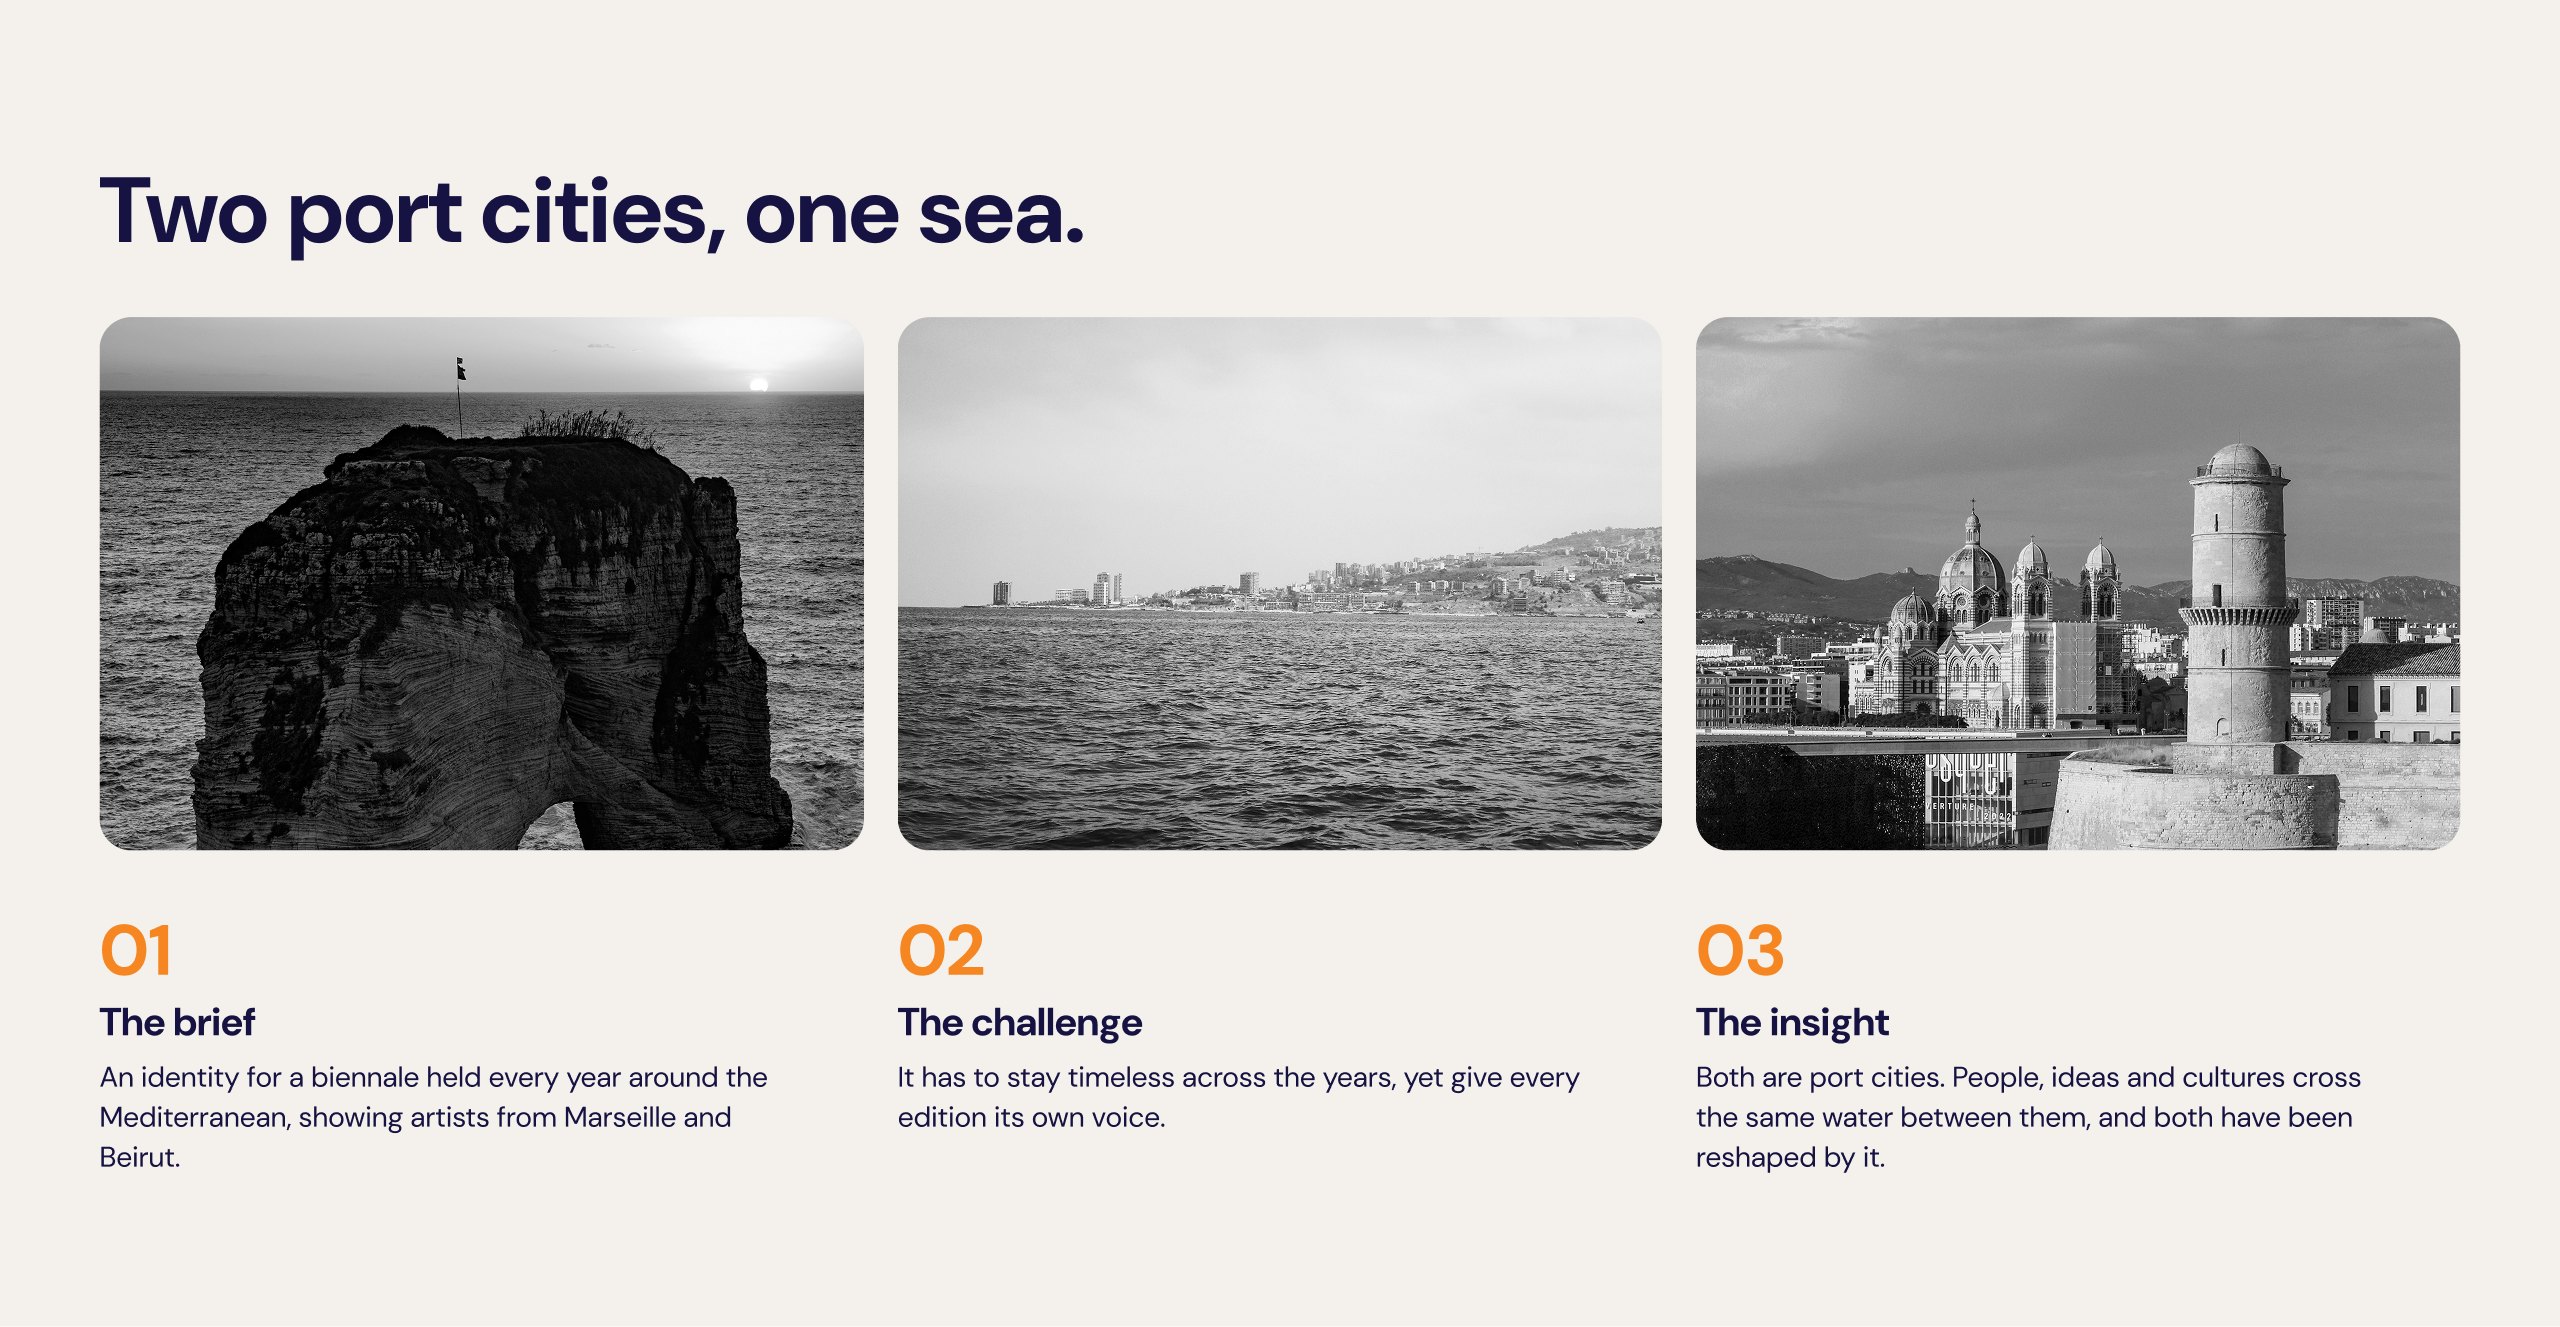 Two port cities, one sea.
VERTURE
2022
01
The brief
An identity for a biennale held every year around the
Mediterranean, showing artists from Marseille and
Beirut.
02
The challenge
It has to stay timeless across the years, yet give every
edition its own voice.
03
The insight
Both are port cities. People, ideas and cultures cross
the same water between them, and both have been
reshaped by it.